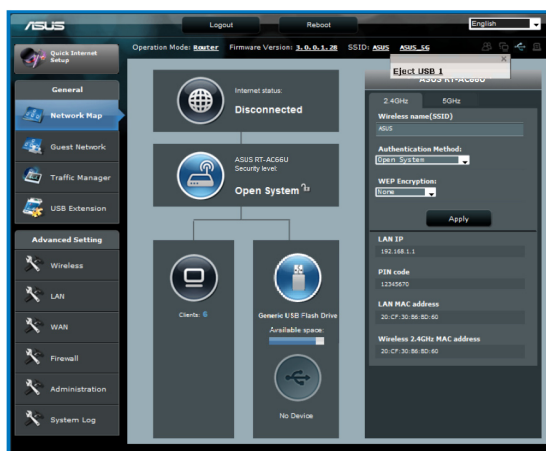 ASUS
Logout
Reboot
English
Quick Internet
Setup
Operation Mode: Router Firmware Version: 3.0.0.1.28 SSID: ASUS ASUS_5G
Eject USB 1
General
Network Map
Guest Network
Traffic Manager
USB Extension
Advanced Setting
Wireless
LAN
WAN
Firewall
Administration
System Log
Internet status:
Disconnected
ASUS RT-AC66U
Security level:
Open System
Clients: 6
Generic USB Flash Drive
Available space:
No Device
ASUS RT-AC66U
2.4GHz
5GHz
Wireless name(SSID)
ASUS
Authentication Method:
Open System
WEP Encryption:
None
Apply
LAN IP
192.168.1.1
PIN code
12345670
LAN MAC address
20:CF:30:B6:BD:60
Wireless 2.4GHz MAC address
20:CF:30:B6:BD:60